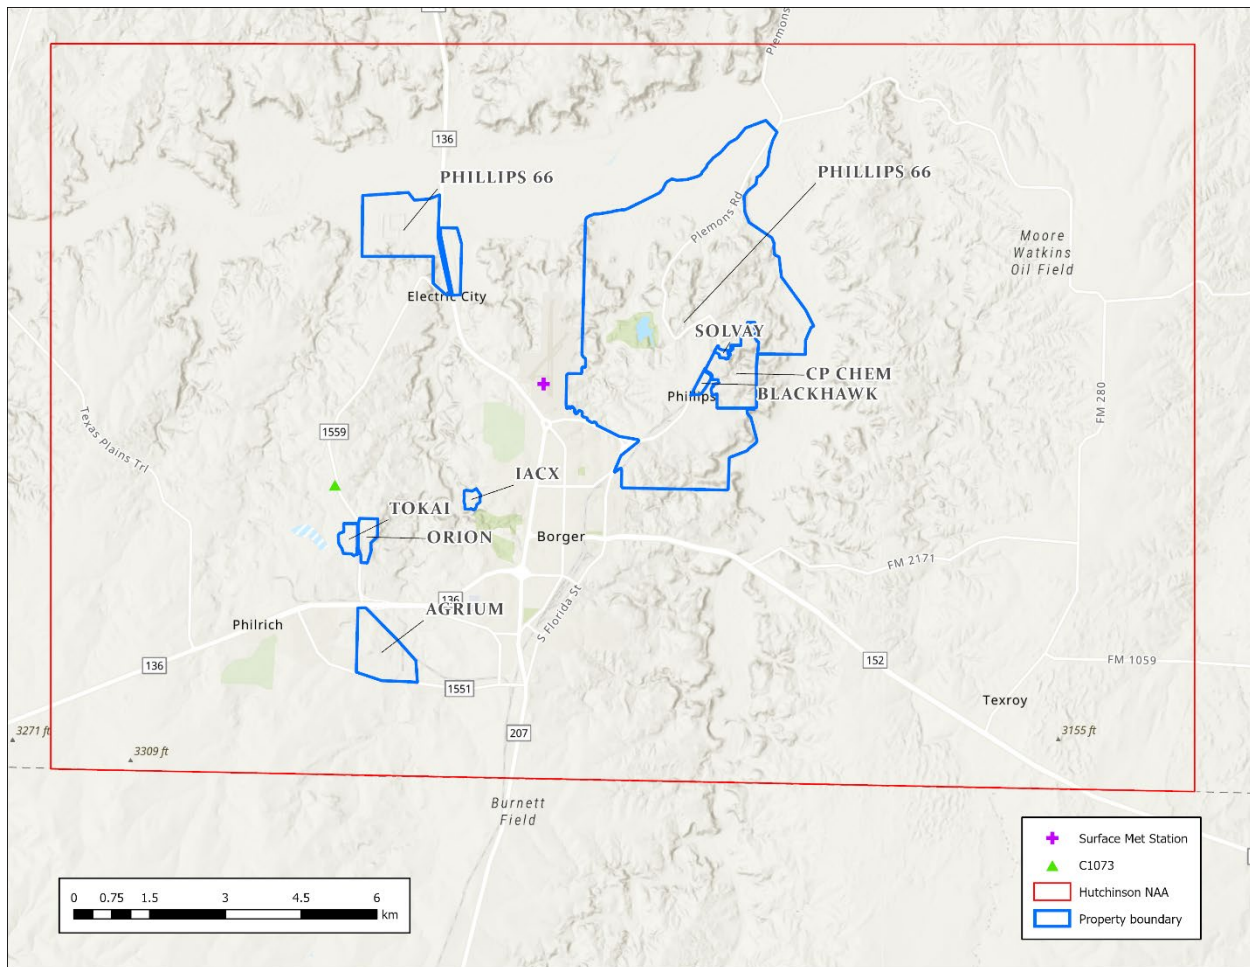 Plemons
136
PHILLIPS 66
PHILLIPS 66
Plemons Rd
Moore
Watkins
Oil Field
Electric City
SOLVAY
CP CHEM
BLACKHAWK
Phillips
FM 280
Texas Plains Trl
1559
IACX
TOKAI
ORION
Borger
FM 2171
136
AGRIUM
S Florida St
Philrich
136
152
FM 1059
1551
Texroy
3271 ft
207
3155 ft
3309 ft
Burnett
Field
Surface Met Station
C1073
Hutchinson NAA
Property boundary
0 0.75 1.5 3 4.5 6
km